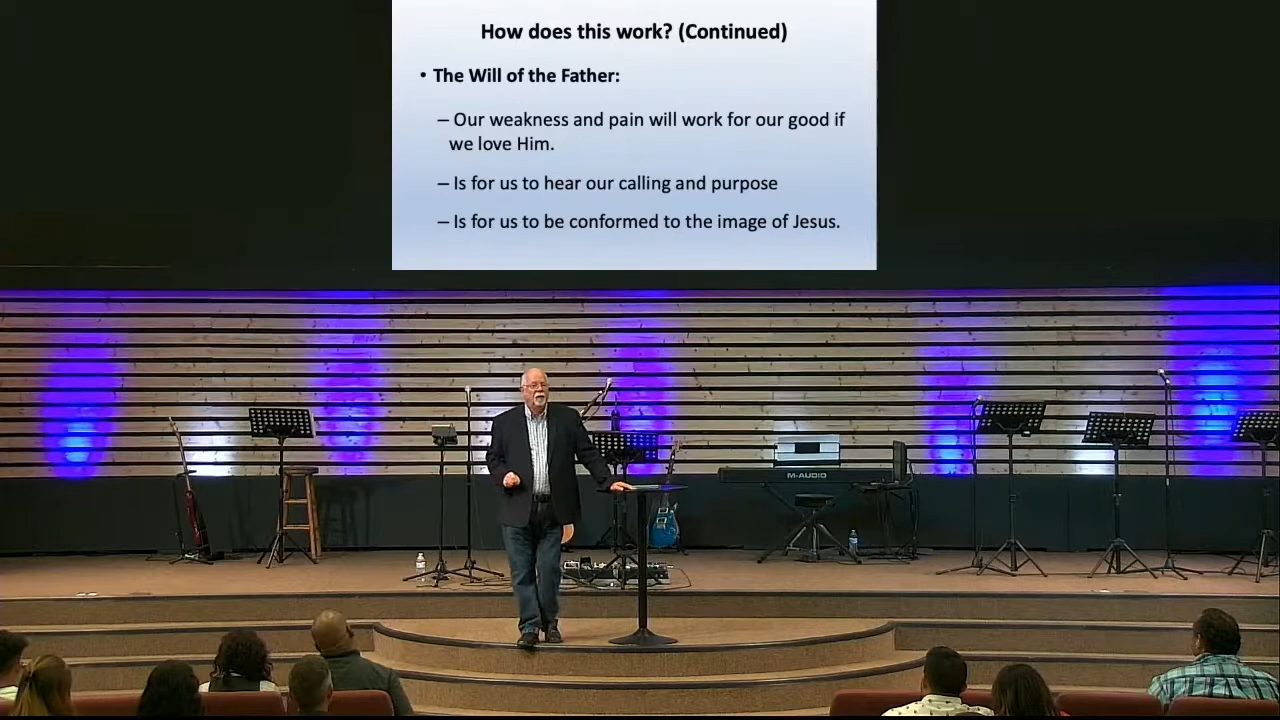 How does this work? (Continued)
• The Will of the Father:
– Our weakness and pain will work for our good if
we love Him.
– Is for us to hear our calling and purpose
– Is for us to be conformed to the image of Jesus.
M-AUDIO